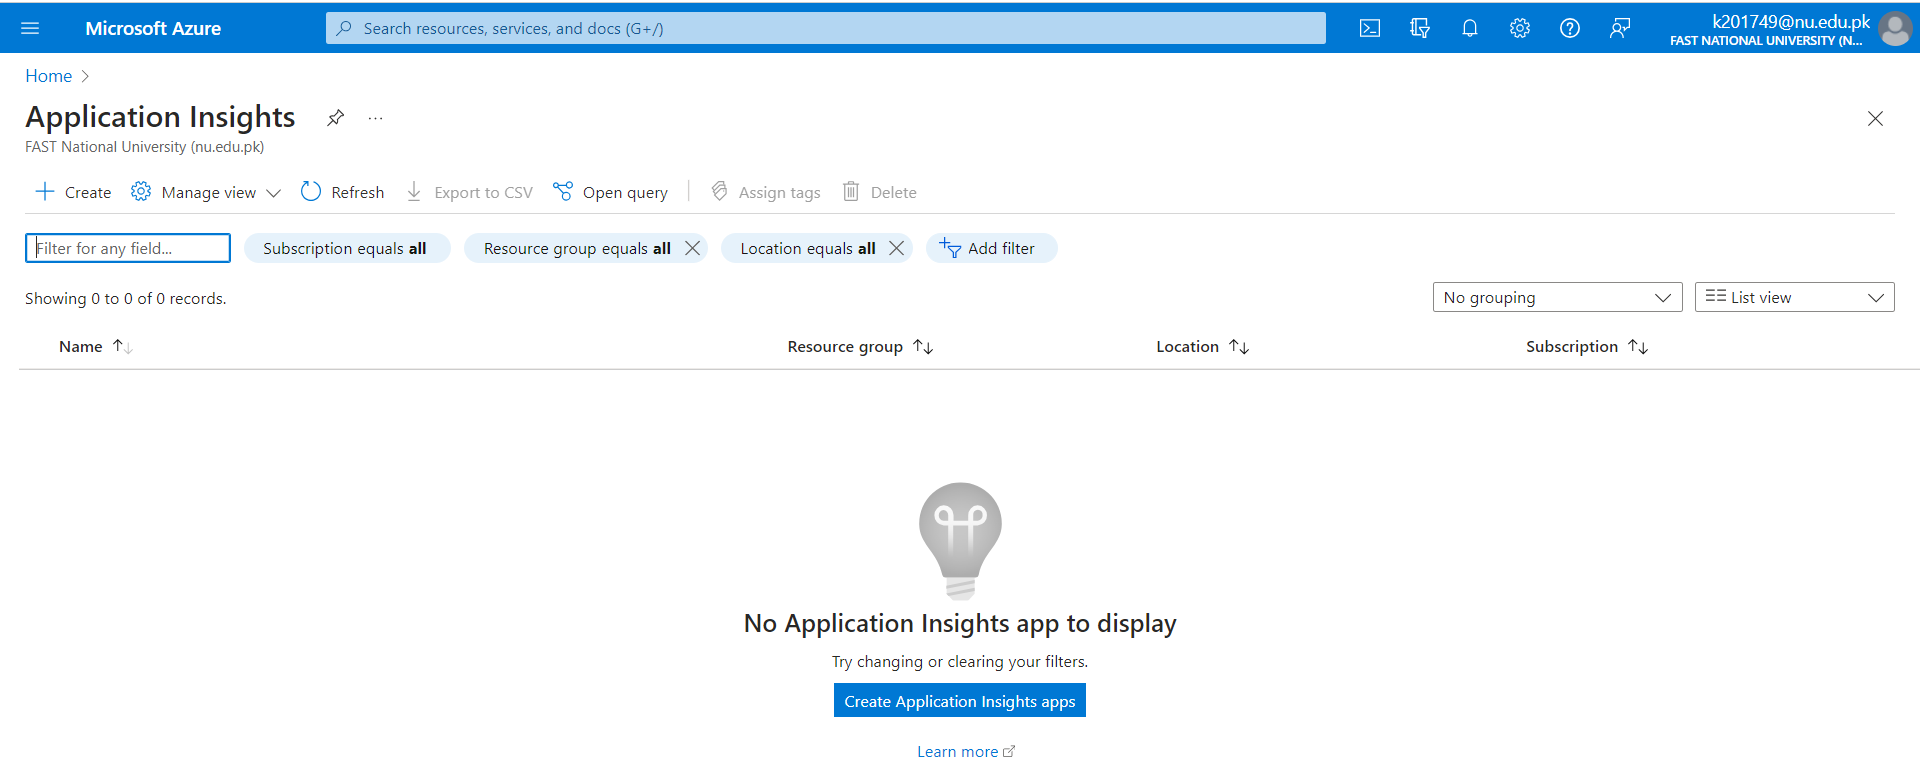 Microsoft Azure
Search resources, services, and docs (G+/)
k201749@nu.edu.pk
FAST NATIONAL UNIVERSITY (N...
Home
Application Insights
...
FAST National University (nu.edu.pk)
Create
Manage view
Refresh
Export to CSV
Open query
Assign tags
Delete
Filter for any field...
Subscription equals all
Resource group equals all
Location equals all
Add filter
Showing 0 to 0 of 0 records.
No grouping
List view
Name
Resource group
Location
Subscription
No Application Insights app to display
Try changing or clearing your filters.
Create Application Insights apps
Learn more